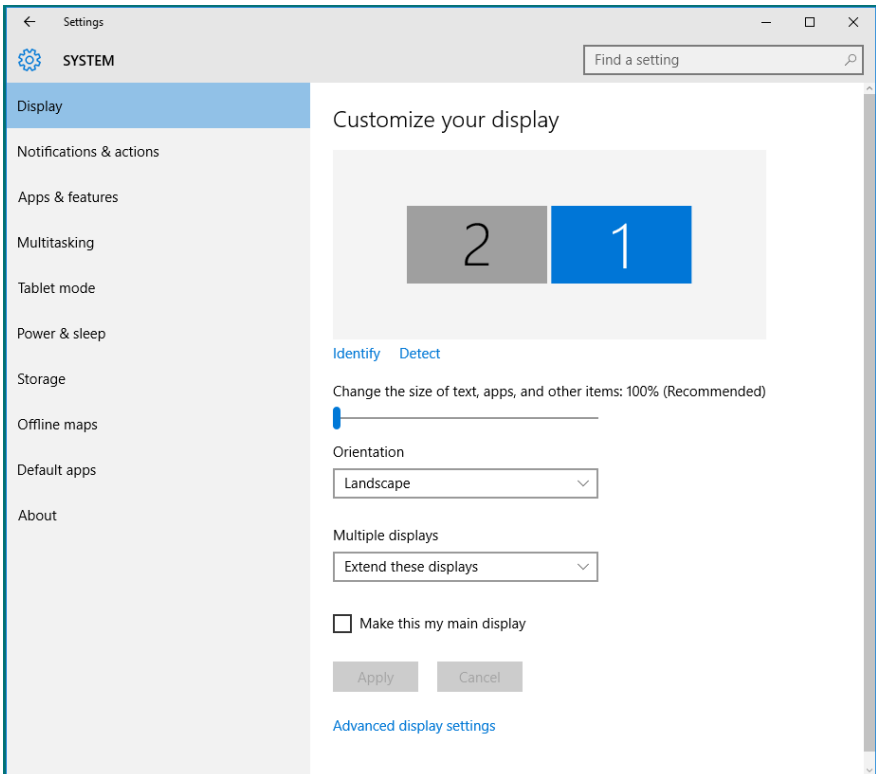 Settings
SYSTEM
Find a setting
Display
Notifications & actions
Apps & features
Multitasking
Tablet mode
Power & sleep
Storage
Offline maps
Default apps
About
Customize your display
2 1
Identify Detect
Change the size of text, apps, and other items: 100% (Recommended)
Orientation
Landscape
Multiple displays
Extend these displays
Make this my main display
Apply Cancel
Advanced display settings